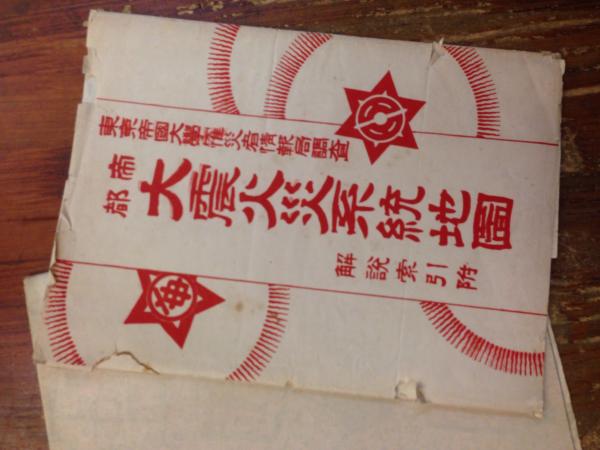 東京帝國大學罹災者情報局調査
帝都
大震火災系統地圖
解説索引附
毎